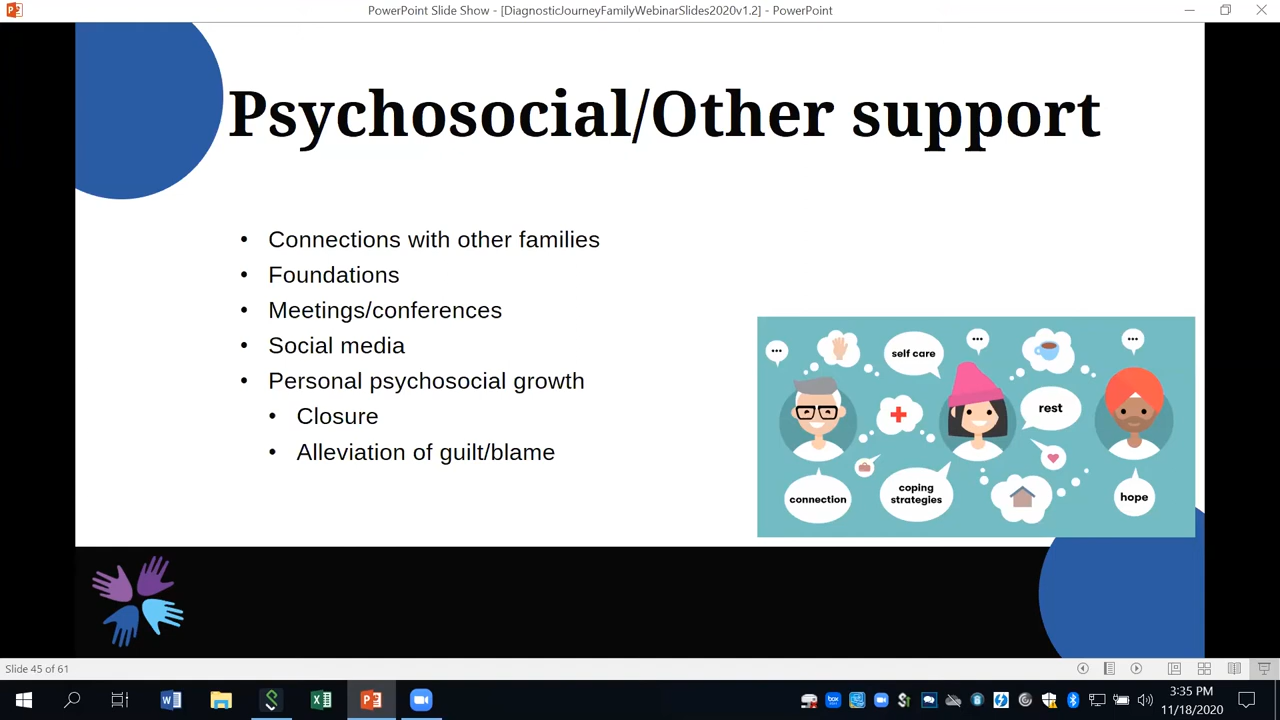 PowerPoint Slide Show - [DiagnosticJourneyFamilyWebinarSlides2020v1.2] - PowerPoint
Psychosocial/Other support
• Connections with other families
• Foundations
• Meetings/conferences
• Social media
• Personal psychosocial growth
• Closure
• Alleviation of guilt/blame
self care
rest
connection
coping
strategies
hope
Slide 45 of 61
3:35 PM
11/18/2020